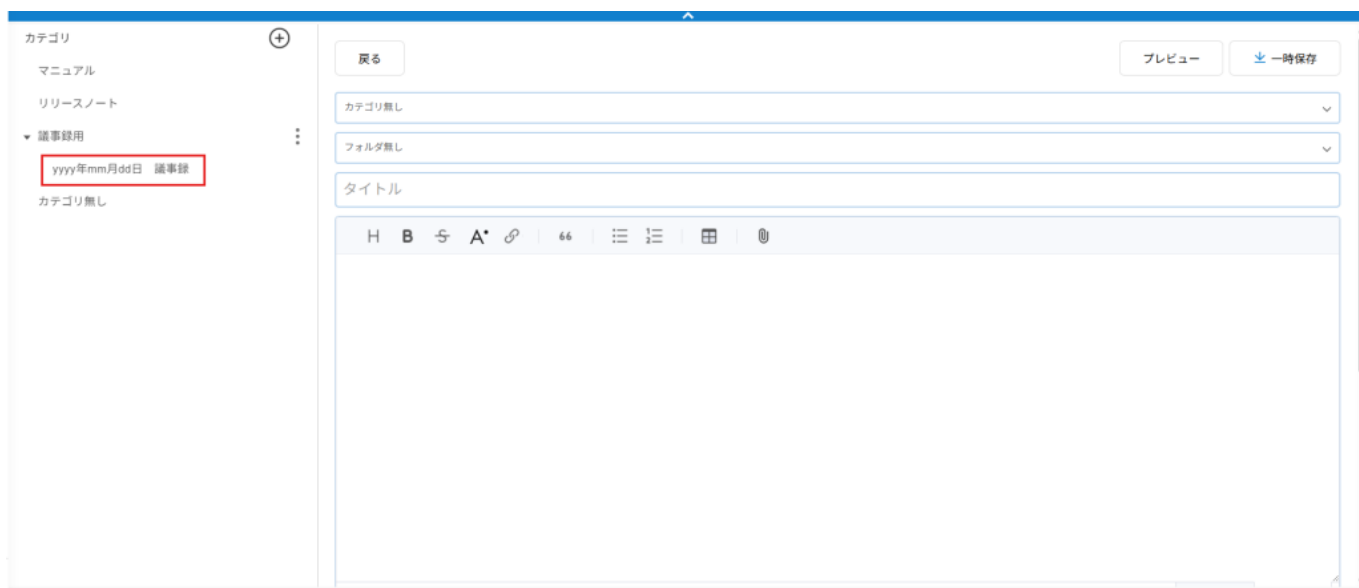 カテゴリ
マニュアル
リリースノート
議事録用
yyyy年mm月dd日　議事録
カテゴリ無し
戻る
プレビュー
一時保存
カテゴリ無し
フォルダ無し
タイトル
H B S A 66